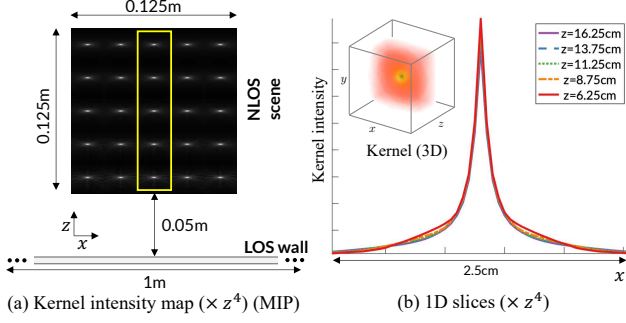 0.125m
0.125m
NLOS
scene
z
x
0.05m
LOS wall
1m
(a) Kernel intensity map (× z⁴) (MIP)
Kernel intensity
y
x
z
Kernel (3D)
z=16.25cm
z=13.75cm
z=11.25cm
z=8.75cm
z=6.25cm
2.5cm
x
(b) 1D slices (× z⁴)